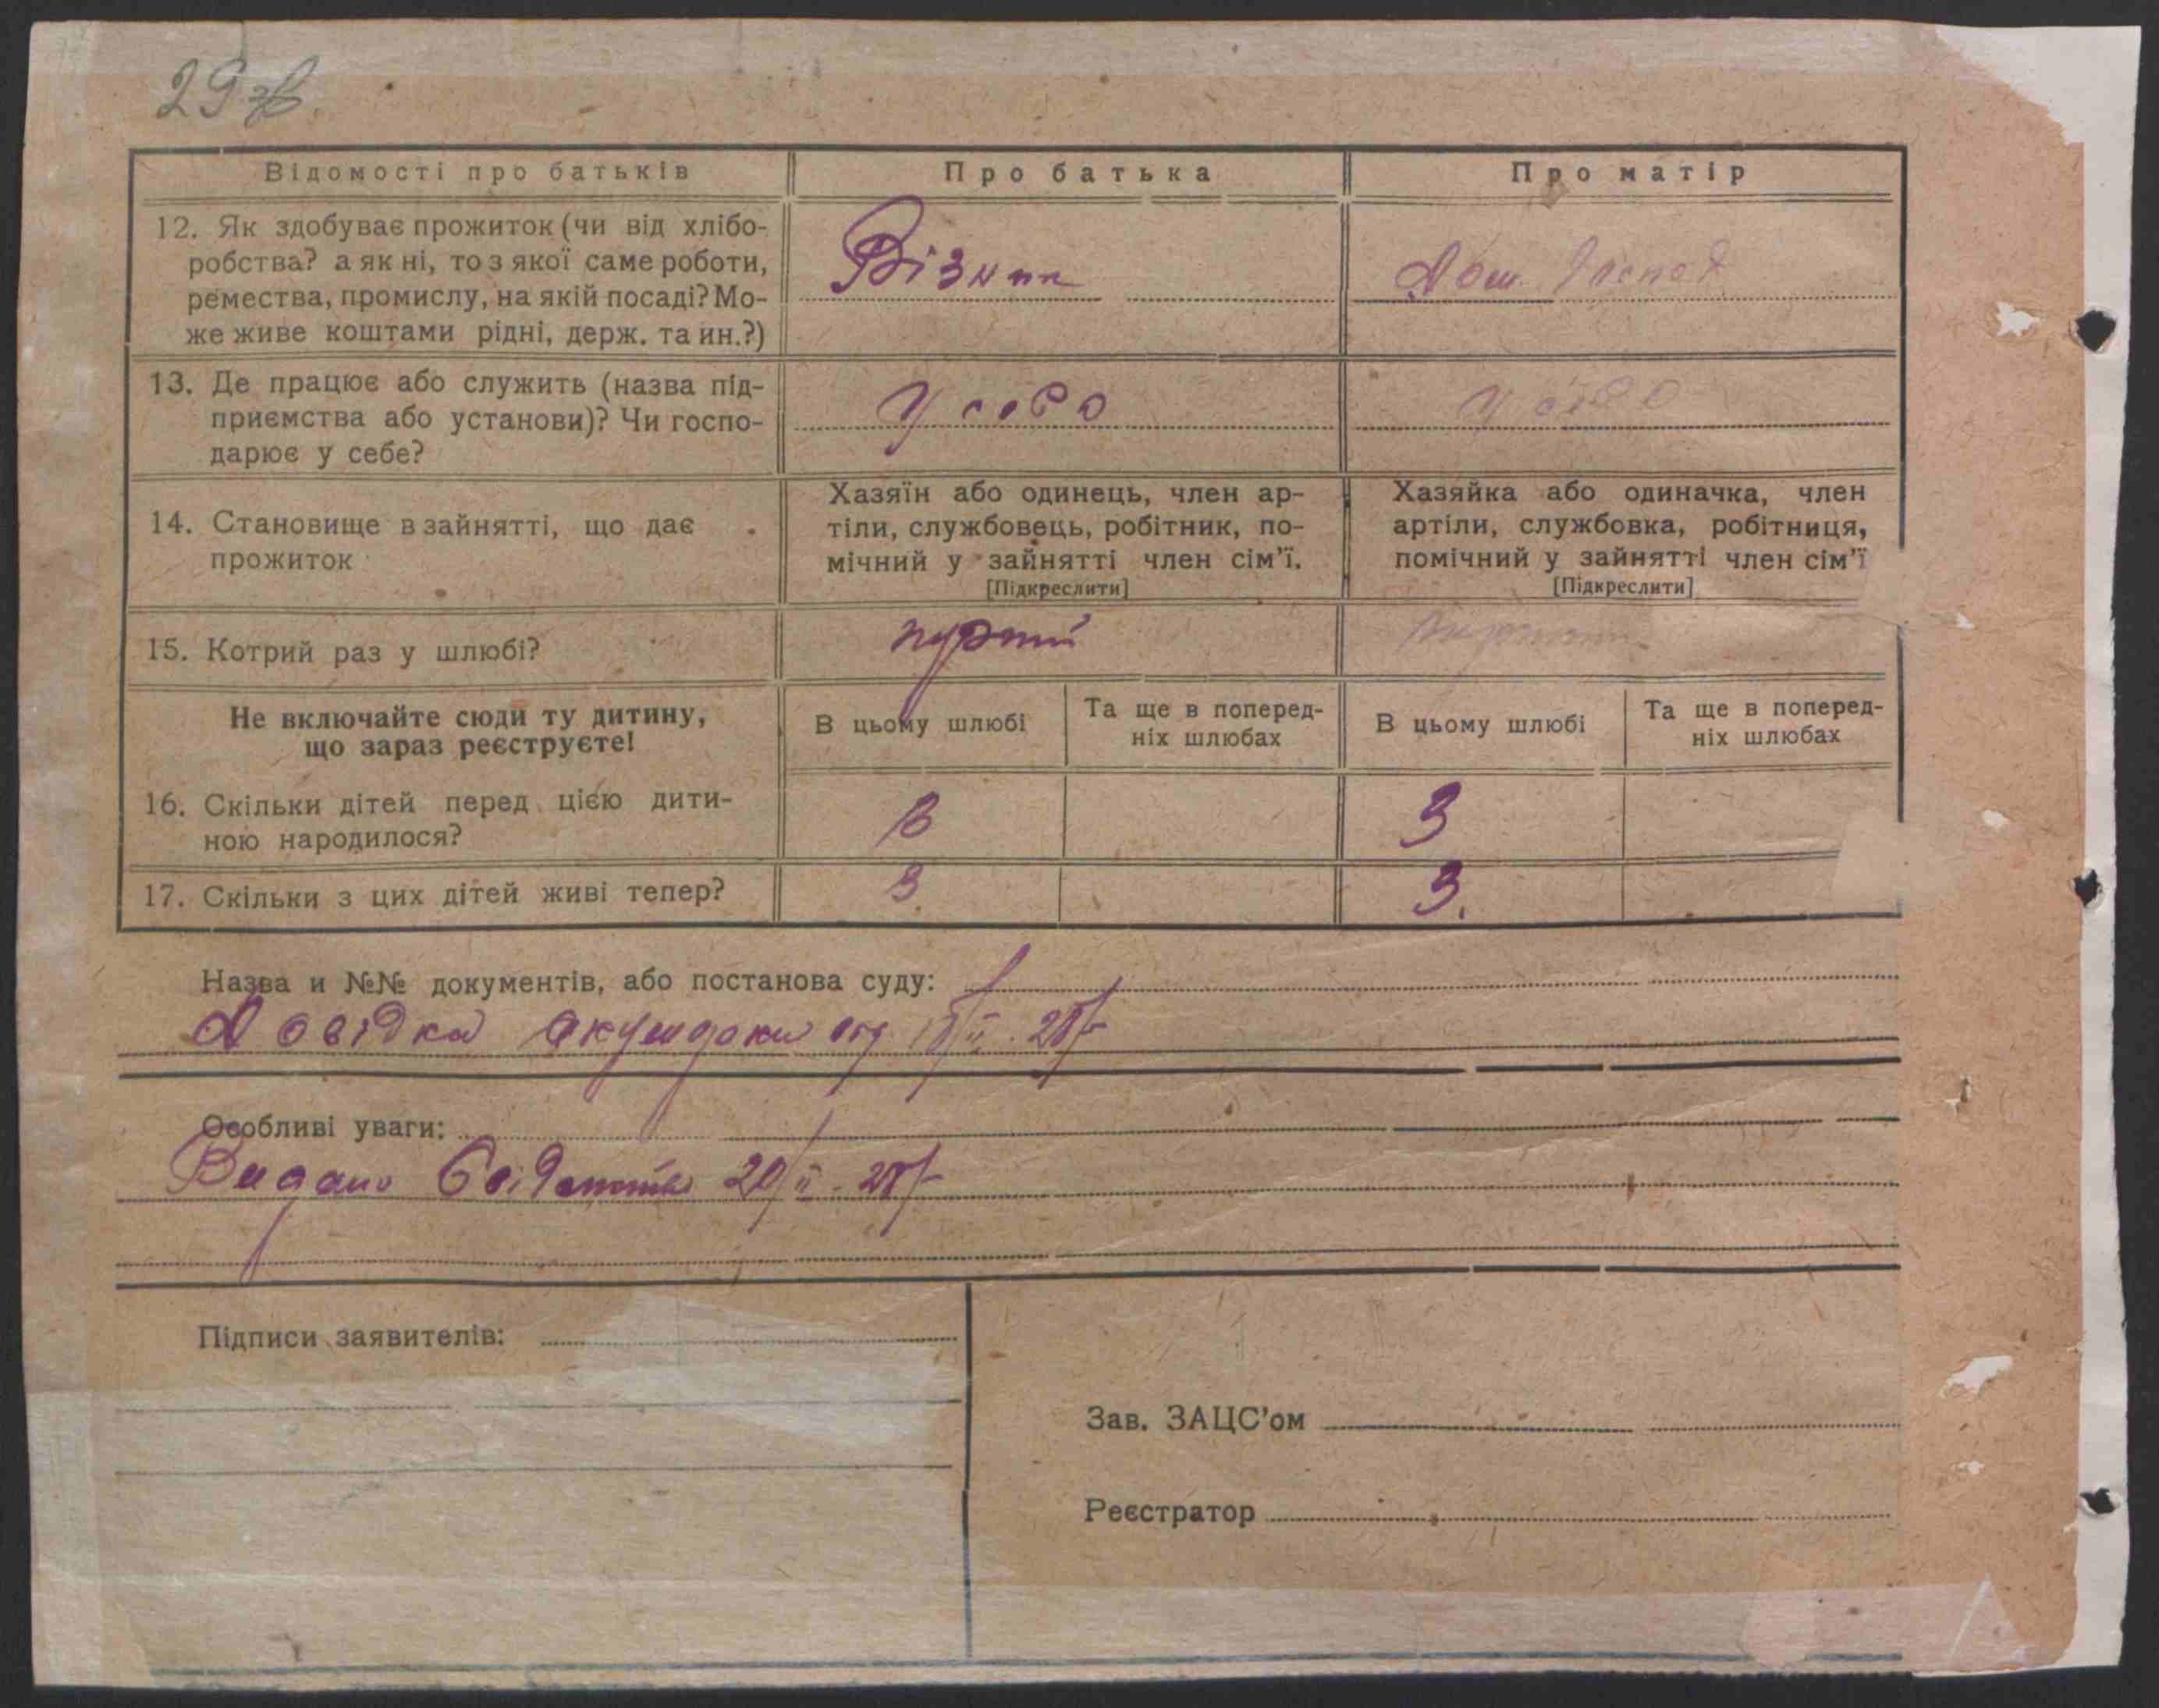 29 зв.
Відомості про батьків
Про батька
Про матір
12. Як здобуває прожиток (чи від хлібо-
робства? а як ні, то з якої саме роботи,
ремества, промислу, на якій посаді? Мо-
же живе коштами рідні, держ. та ин.?)
Візник
Дом. Господ
13. Де працює або служить (назва під-
приємства або установи)? Чи госпо-
дарює у себе?
У себе
У себе
14. Становище в зайнятті, що дає
прожиток
Хазяїн або одинець, член ар-
тіли, службовець, робітник, по-
мічний у зайнятті член сім'ї.
[Підкреслити]
Хазяйка або одиначка, член
артіли, службовка, робітниця,
помічний у зайнятті член сім'ї
[Підкреслити]
15. Котрий раз у шлюбі?
Не включайте сюди ту дитину,
що зараз реєструєте!
В цьому шлюбі
Та ще в поперед-
ніх шлюбах
В цьому шлюбі
Та ще в поперед-
ніх шлюбах
16. Скільки дітей перед цією дити-
ною народилося?
3
3
17. Скільки з цих дітей живі тепер?
3.
3.
Назва и №№ документів, або постанова суду:
Довідка акушерки
Особливі уваги:
Видано
Підписи заявителів:
Зав. ЗАЦС'ом
Реєстратор